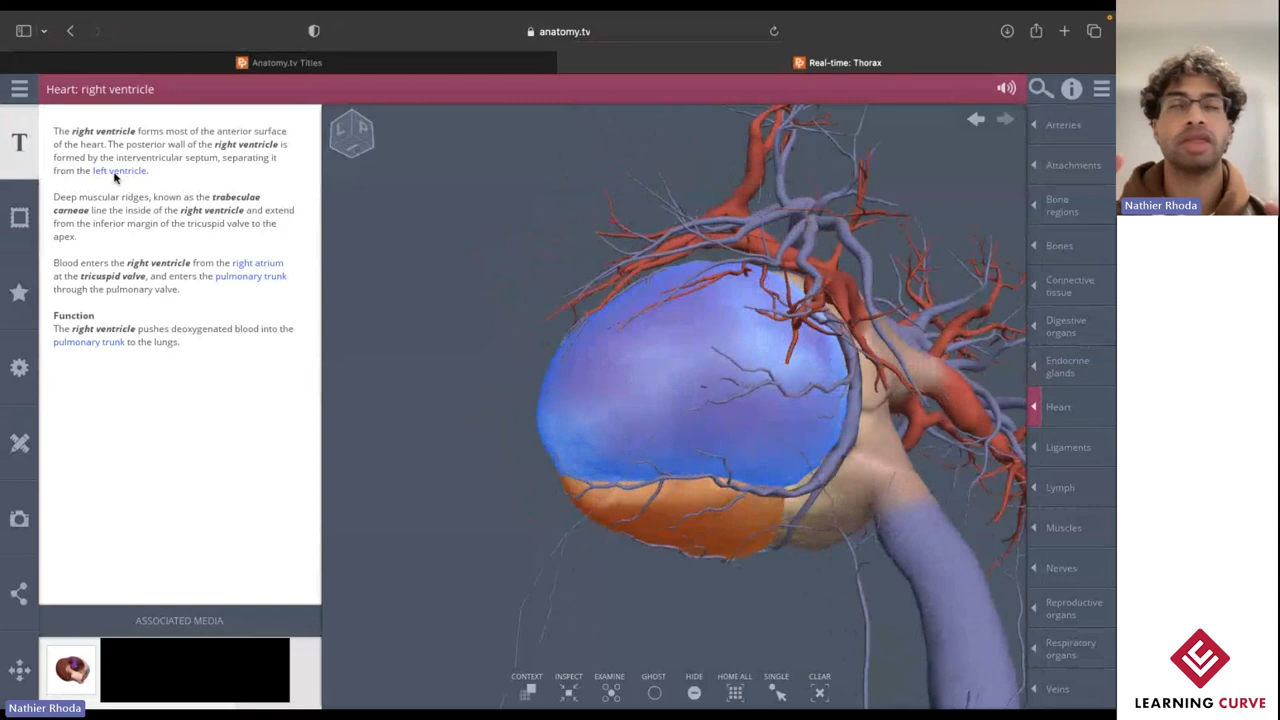 anatomy.tv
Anatomy.tv Titles
Real-time: Thorax
Heart: right ventricle
The right ventricle forms most of the anterior surface
of the heart. The posterior wall of the right ventricle is
formed by the interventricular septum, separating it
from the left ventricle.
Deep muscular ridges, known as the trabeculae
carneae line the inside of the right ventricle and extend
from the inferior margin of the tricuspid valve to the
apex.
Blood enters the right ventricle from the right atrium
at the tricuspid valve, and enters the pulmonary trunk
through the pulmonary valve.
Function
The right ventricle pushes deoxygenated blood into the
pulmonary trunk to the lungs.
ASSOCIATED MEDIA
Nathier Rhoda
T
L P
CONTEXT
INSPECT
EXAMINE
GHOST
HIDE
HOME ALL
SINGLE
CLEAR
Arteries
Attachments
Bone
regions
Bones
Connective
tissue
Digestive
organs
Endocrine
glands
Heart
Ligaments
Lymph
Muscles
Nerves
Reproductive
organs
Respiratory
organs
Veins
Nathier Rhoda
LEARNING CURVE